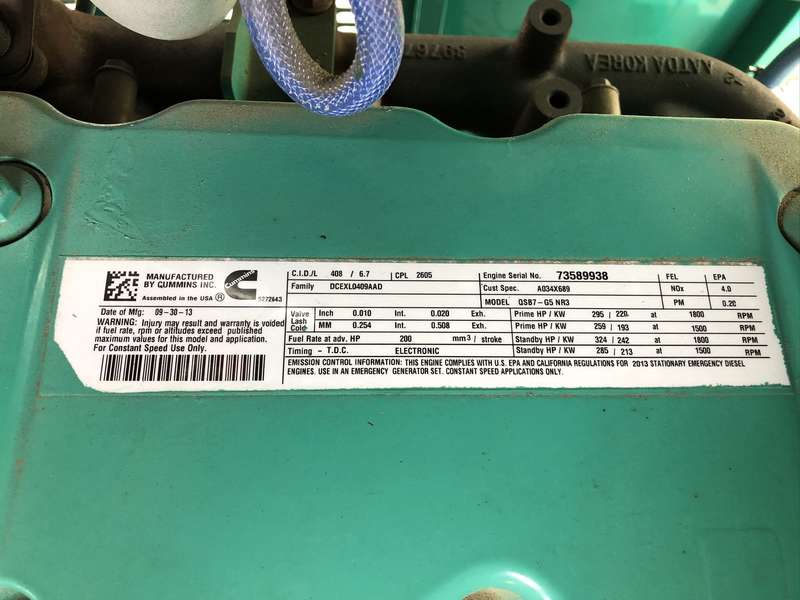 39767
AATDA KOREA
MANUFACTURED
BY CUMMINS INC.
Cummins
Assembled in the USA ®
5272643
Date of Mfg: 09-30-13
WARNING: Injury may result and warranty is voided
if fuel rate, rpm or altitudes exceed published
maximum values for this model and application.
For Constant Speed Use Only.
C.I.D./L 408 / 6.7 CPL 2605 Engine Serial No. 73589938 FEL EPA
Family DCEXL0409AAD Cust Spec. A034X689 NOx - 4.0
MODEL QSB7-G5 NR3 PM 0.20
Valve Lash Cold Inch 0.010 Int. 0.020 Exh. Prime HP / KW 295 / 220 at 1800 RPM
MM 0.254 Int. 0.508 Exh. Prime HP / KW 259 / 193 at 1500 RPM
Fuel Rate at adv. HP 200 mm3 / stroke Standby HP / KW 324 / 242 at 1800 RPM
Timing - T.D.C. ELECTRONIC Standby HP / KW 285 / 213 at 1500 RPM
EMISSION CONTROL INFORMATION: THIS ENGINE COMPLIES WITH U.S. EPA AND CALIFORNIA REGULATIONS FOR 2013 STATIONARY EMERGENCY DIESEL
ENGINES. USE IN AN EMERGENCY GENERATOR SET. CONSTANT SPEED APPLICATIONS ONLY.